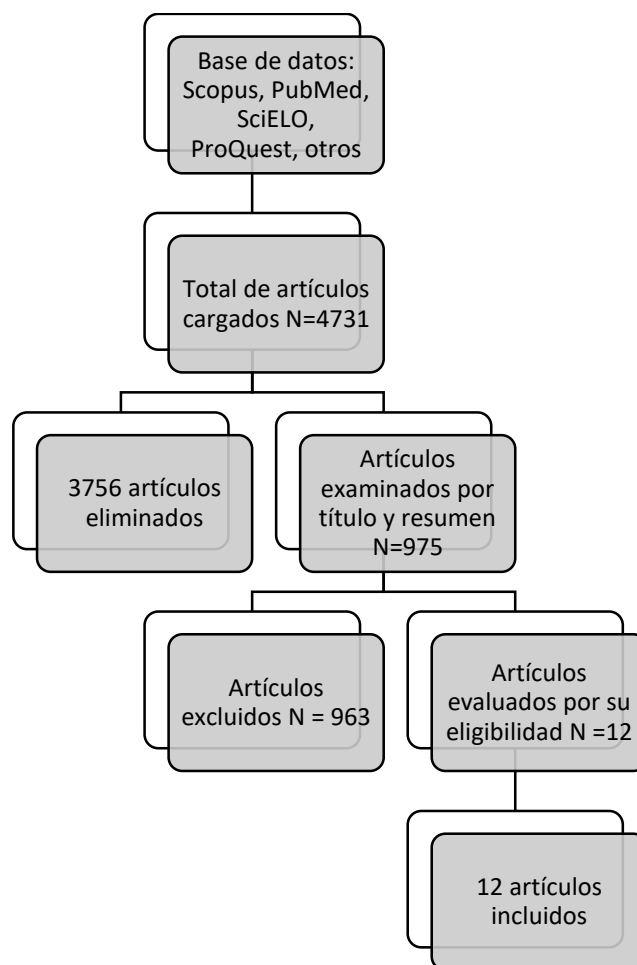 Base de datos:
Scopus, PubMed,
SciELO,
ProQuest, otros
Total de artículos
cargados N=4731
3756 artículos
eliminados
Artículos
examinados por
título y resumen
N=975
Artículos
excluidos N = 963
Artículos
evaluados por su
eligibilidad N =12
12 artículos
incluidos